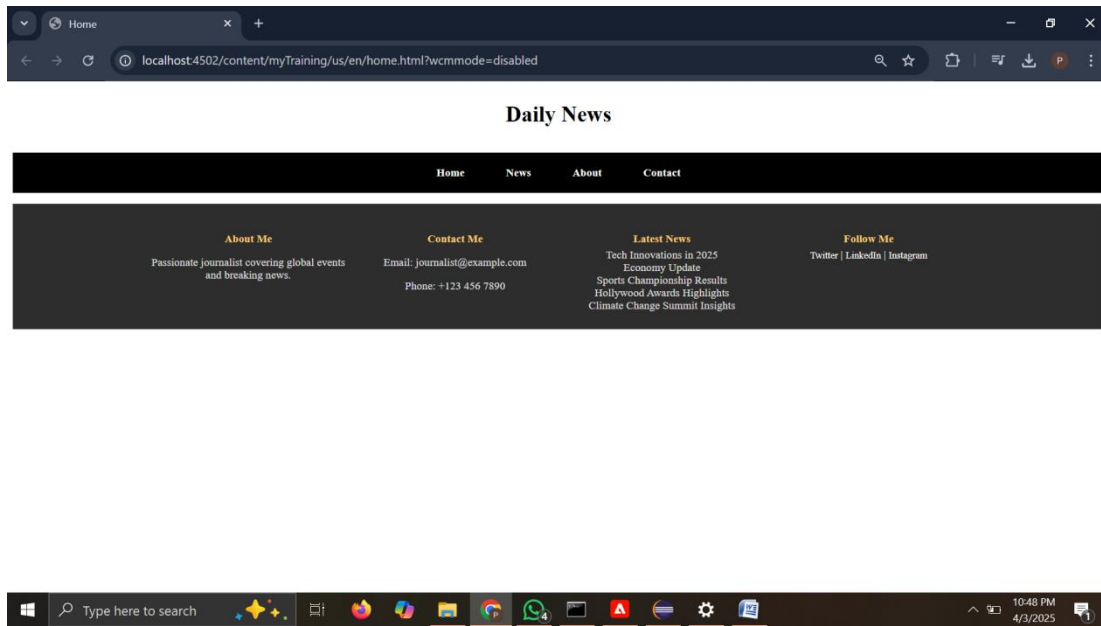 Home
localhost:4502/content/myTraining/us/en/home.html?wcmmode=disabled
P
Daily News
Home News About Contact
About Me
Passionate journalist covering global events
and breaking news.
Contact Me
Email: journalist@example.com
Phone: +123 456 7890
Latest News
Tech Innovations in 2025
Economy Update
Sports Championship Results
Hollywood Awards Highlights
Climate Change Summit Insights
Follow Me
Twitter | LinkedIn | Instagram
Type here to search
4
10:48 PM
4/3/2025
1